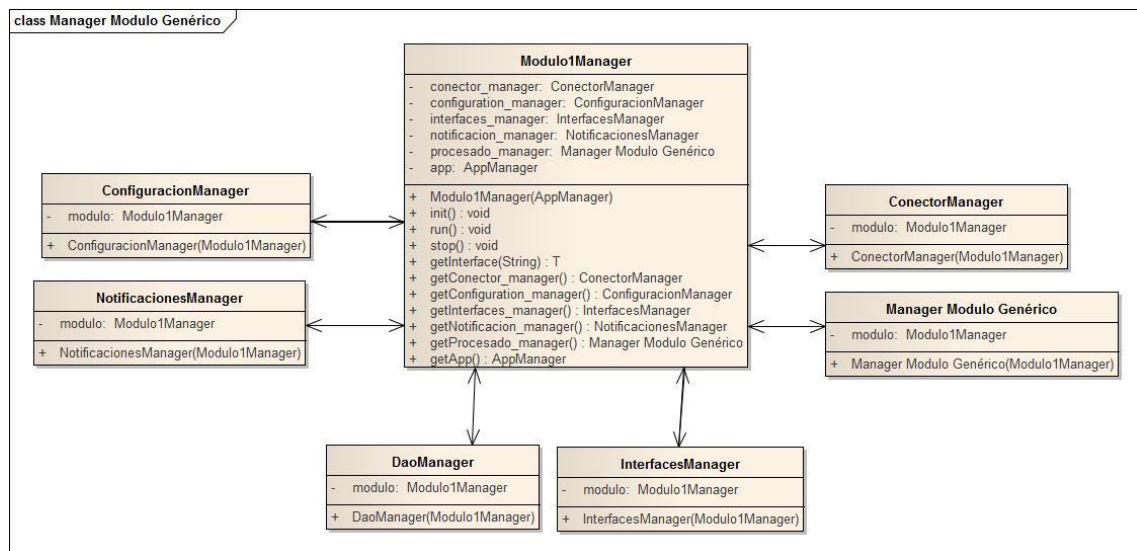 class Manager Modulo Genérico
Modulo1Manager
- conector_manager: ConectorManager
- configuration_manager: ConfiguracionManager
- interfaces_manager: InterfacesManager
- notificacion_manager: NotificacionesManager
- procesado_manager: Manager Modulo Genérico
- app: AppManager
+ Modulo1Manager(AppManager)
+ init() : void
+ run() : void
+ stop() : void
+ getInterface(String) : T
+ getConector_manager() : ConectorManager
+ getConfiguration_manager() : ConfiguracionManager
+ getInterfaces_manager() : InterfacesManager
+ getNotificacion_manager() : NotificacionesManager
+ getProcesado_manager() : Manager Modulo Genérico
+ getApp() : AppManager
ConfiguracionManager
- modulo: Modulo1Manager
+ ConfiguracionManager(Modulo1Manager)
ConectorManager
- modulo: Modulo1Manager
+ ConectorManager(Modulo1Manager)
NotificacionesManager
- modulo: Modulo1Manager
+ NotificacionesManager(Modulo1Manager)
Manager Modulo Genérico
- modulo: Modulo1Manager
+ Manager Modulo Genérico(Modulo1Manager)
DaoManager
- modulo: Modulo1Manager
+ DaoManager(Modulo1Manager)
InterfacesManager
- modulo: Modulo1Manager
+ InterfacesManager(Modulo1Manager)